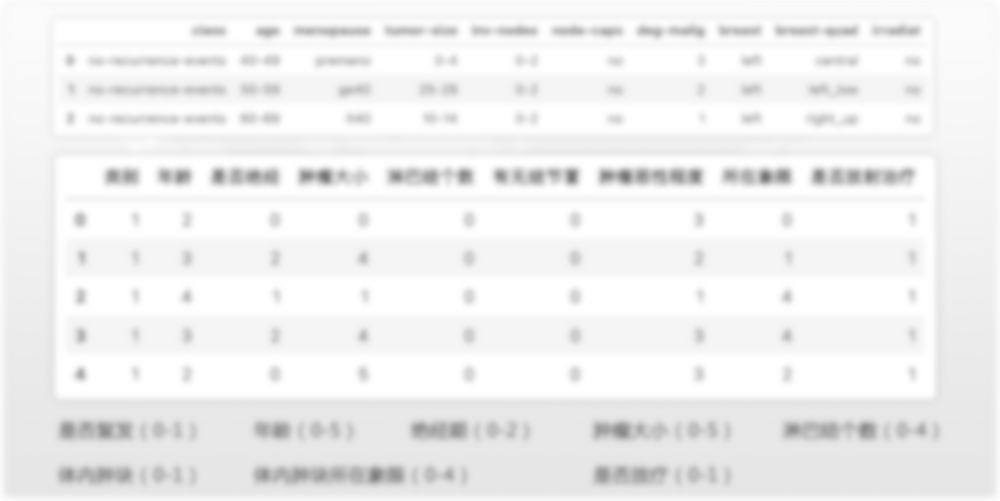 class age menopause tumor-size inv-nodes node-caps deg-malig breast breast-quad irradiat
0 no-recurrence-events 40-49 premeno 0-4 0-2 no 3 left central no
1 no-recurrence-events 50-59 ge40 25-29 0-2 no 2 left left_low no
2 no-recurrence-events 60-69 lt40 10-14 0-2 no 1 left right_up no
类别 年龄 是否绝经 肿瘤大小 淋巴结个数 有无结节冒 肿瘤恶性程度 所在象限 是否放射治疗
0 1 2 0 0 0 0 3 0 1
1 1 3 2 4 0 0 2 1 1
2 1 4 1 1 0 0 1 4 1
3 1 3 2 4 0 0 3 4 1
4 1 2 0 5 0 0 3 2 1
是否复发 ( 0-1 ) 年龄 ( 0-5 ) 绝经期 ( 0-2 ) 肿瘤大小 ( 0-5 ) 淋巴结个数 ( 0-4 )
体内肿块 ( 0-1 ) 体内肿块所在象限 ( 0-4 ) 是否放疗 ( 0-1 )